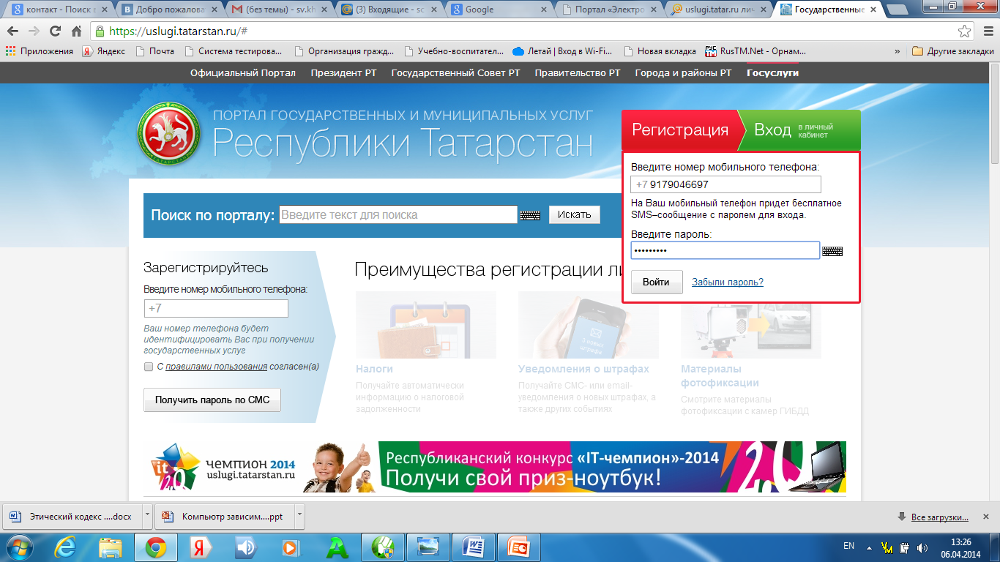 контакт - Поиск в
Добро пожалова
(без темы) - sv.kh
(3) Входящие - sc
Google
Портал «Электро
uslugi.tatar.ru ли
Государственные
https://uslugi.tatarstan.ru/#
Приложения
Яндекс
Почта
Система тестирова...
Организация гражд...
Учебно-воспитател...
Летай | Вход в Wi-Fi...
Новая вкладка
RusTM.Net - Орнам...
»
Другие закладки
Официальный Портал
Президент РТ
Государственный Совет РТ
Правительство РТ
Города и районы РТ
Госуслуги
ПОРТАЛ ГОСУДАРСТВЕННЫХ И МУНИЦИПАЛЬНЫХ УСЛУГ
Республики Татарстан
ТАТАРСТАН
Регистрация
Вход
в личный
кабинет
Введите номер мобильного телефона:
+7 9179046697
На Ваш мобильный телефон придет бесплатное
SMS–сообщение с паролем для входа.
Введите пароль:
•••••••••
Войти
Забыли пароль?
Поиск по порталу:
Введите текст для поиска
Искать
Зарегистрируйтесь
Введите номер мобильного телефона:
+7
Ваш номер телефона будет
идентифицировать Вас при получении
государственных услуг
С правилами пользования согласен(а)
Получить пароль по СМС
Преимущества регистрации ли
Налоги
Получайте автоматически
информацию о налоговой
задолженности
Уведомления о штрафах
Получайте СМС- или email-
уведомления о новых штрафах, а
также других событиях
Материалы
фотофиксации
Смотрите материалы
фотофиксации с камер ГИБДД
it
2.0
ЧЕМПИОН 2014
uslugi.tatarstan.ru
Республиканский конкурс «IT-чемпион»-2014
Получи свой приз-ноутбук!
2.0
Этический кодекс ....docx
Компьютр зависим....ppt
Все загрузки...
EN
13:26
06.04.2014